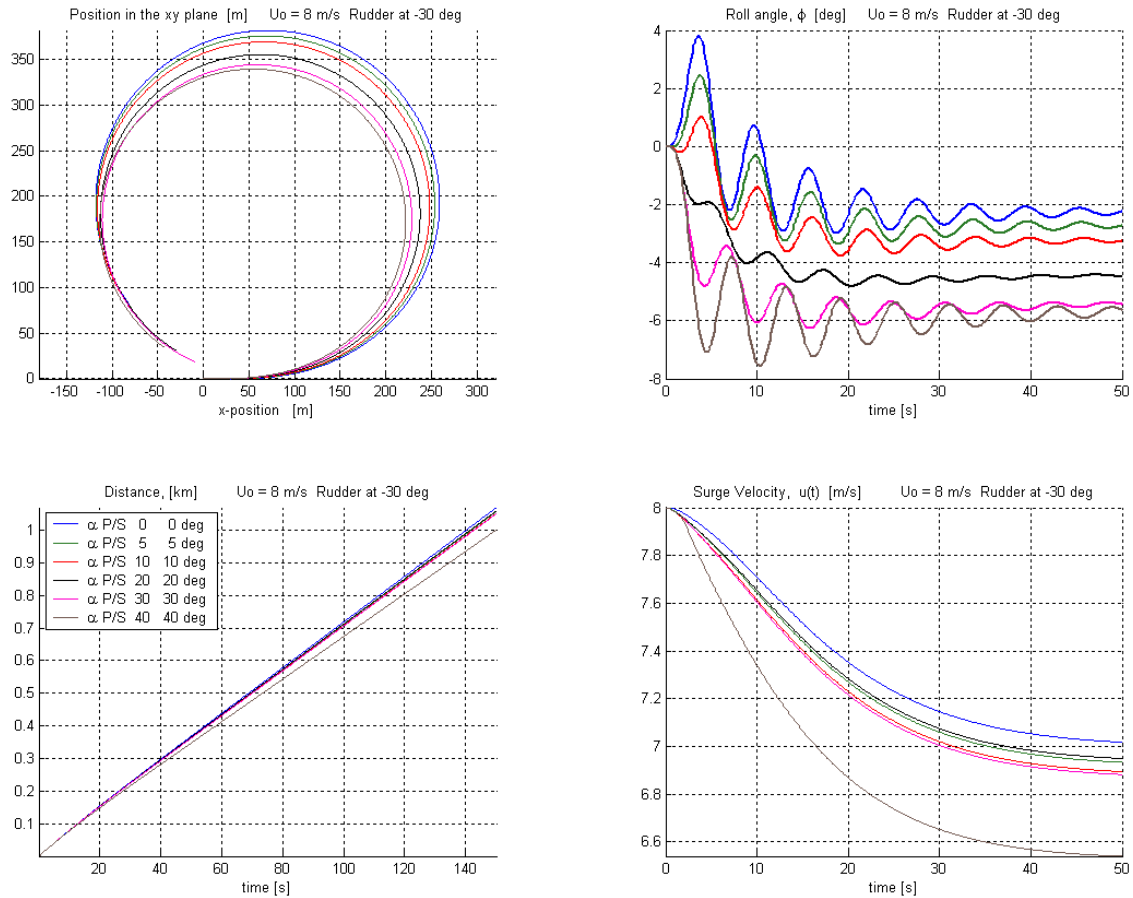 Position in the xy plane [m] Uo = 8 m/s Rudder at -30 deg
350
300
250
200
150
100
50
0
-150 -100 -50 0 50 100 150 200 250 300
x-position [m]
Roll angle, ϕ [deg] Uo = 8 m/s Rudder at -30 deg
4
2
0
-2
-4
-6
-8
0 10 20 30 40 50
time [s]
Distance, [km] Uo = 8 m/s Rudder at -30 deg
1
0.9
0.8
0.7
0.6
0.5
0.4
0.3
0.2
0.1
α P/S 0 0 deg
α P/S 5 5 deg
α P/S 10 10 deg
α P/S 20 20 deg
α P/S 30 30 deg
α P/S 40 40 deg
20 40 60 80 100 120 140
time [s]
Surge Velocity, u(t) [m/s] Uo = 8 m/s Rudder at -30 deg
8
7.8
7.6
7.4
7.2
7
6.8
6.6
0 10 20 30 40 50
time [s]